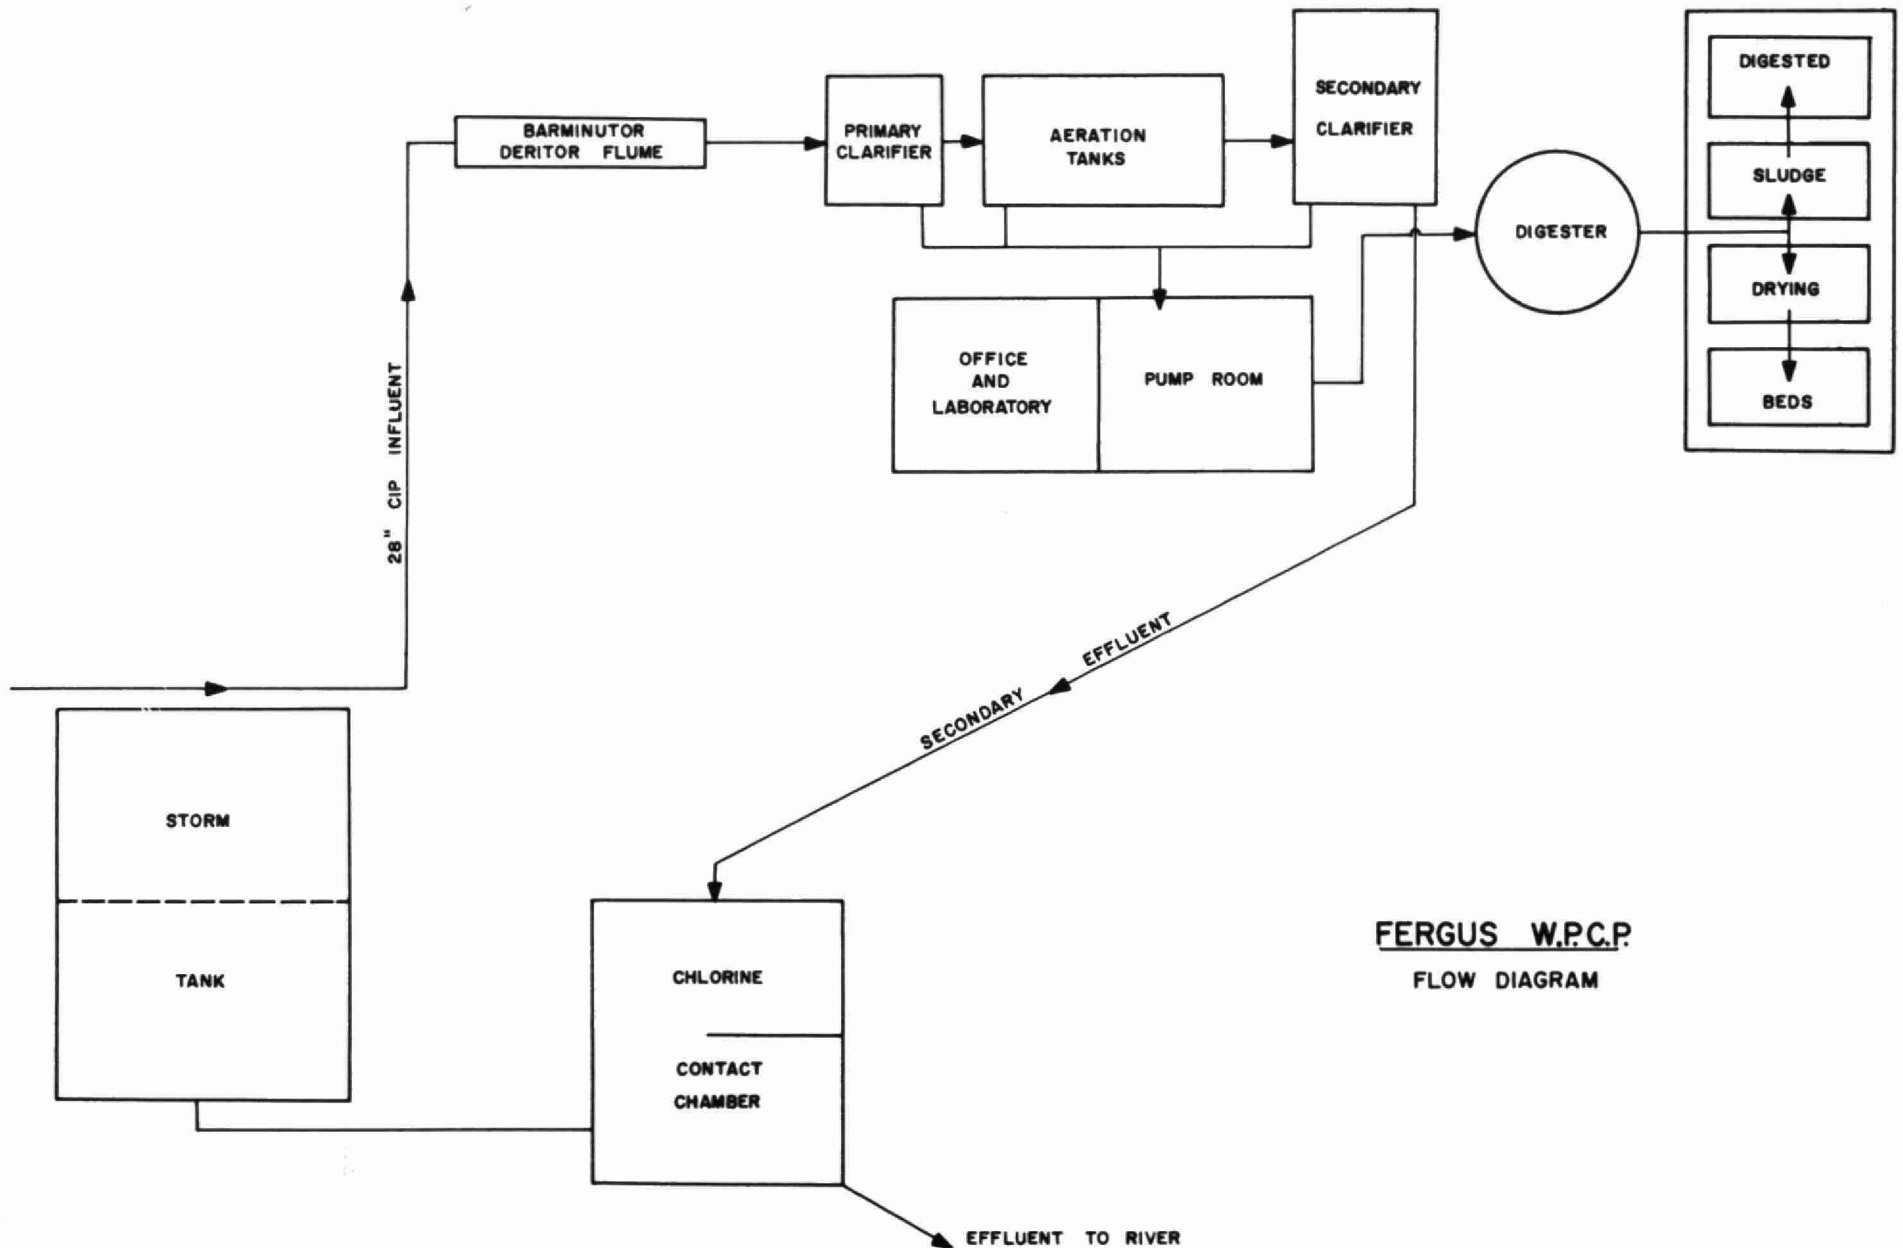 BARMINUTOR
DERITOR FLUME
PRIMARY
CLARIFIER
AERATION
TANKS
SECONDARY
CLARIFIER
DIGESTER
DIGESTED
SLUDGE
DRYING
BEDS
OFFICE
AND
LABORATORY
PUMP ROOM
28" CIP INFLUENT
SECONDARY EFFLUENT
STORM
TANK
CHLORINE
CONTACT
CHAMBER
EFFLUENT TO RIVER
FERGUS W.P.C.P.
FLOW DIAGRAM